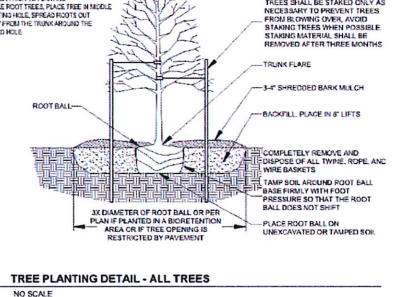 E ROOT TREES, PLACE TREE IN MIDDLE
TING HOLE, SPREAD ROOTS OUT
FROM THE TRUNK AROUND THE
HOLE.
TREES SHALL BE STAKED ONLY AS
NECESSARY TO PREVENT TREES
FROM BLOWING OVER, AVOID
STAKING TREES WHEN POSSIBLE.
STAKING MATERIAL SHALL BE
REMOVED AFTER THREE MONTHS
TRUNK FLARE
3-4" SHREDDED BARK MULCH
ROOT BALL
BACKFILL, PLACE IN 6" LIFTS
COMPLETELY REMOVE AND
DISPOSE OF ALL TWINE, ROPE, AND
WIRE BASKETS
TAMP SOIL AROUND ROOT BALL
BASE FIRMLY WITH FOOT
PRESSURE SO THAT THE ROOT
BALL DOES NOT SHIFT
3X DIAMETER OF ROOT BALL OR PER
PLAN IF PLANTED IN A BIORETENTION
AREA OR IF TREE OPENING IS
RESTRICTED BY PAVEMENT
PLACE ROOT BALL ON
UNEXCAVATED OR TAMPED SOIL
TREE PLANTING DETAIL - ALL TREES
NO SCALE